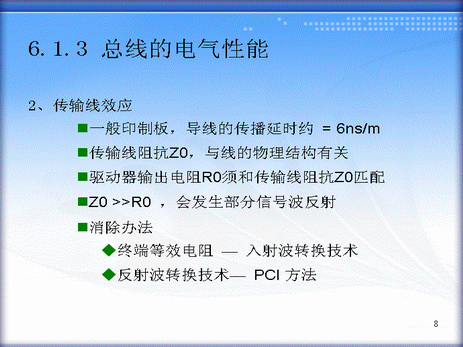 6.1.3 总线的电气性能
2、传输线效应
■一般印制板，导线的传播延时约 = 6ns/m
■传输线阻抗Z0，与线的物理结构有关
■驱动器输出电阻R0须和传输线阻抗Z0匹配
■Z0 >>R0 ，会发生部分信号波反射
■消除办法
◆终端等效电阻 — 入射波转换技术
◆反射波转换技术— PCI 方法
8